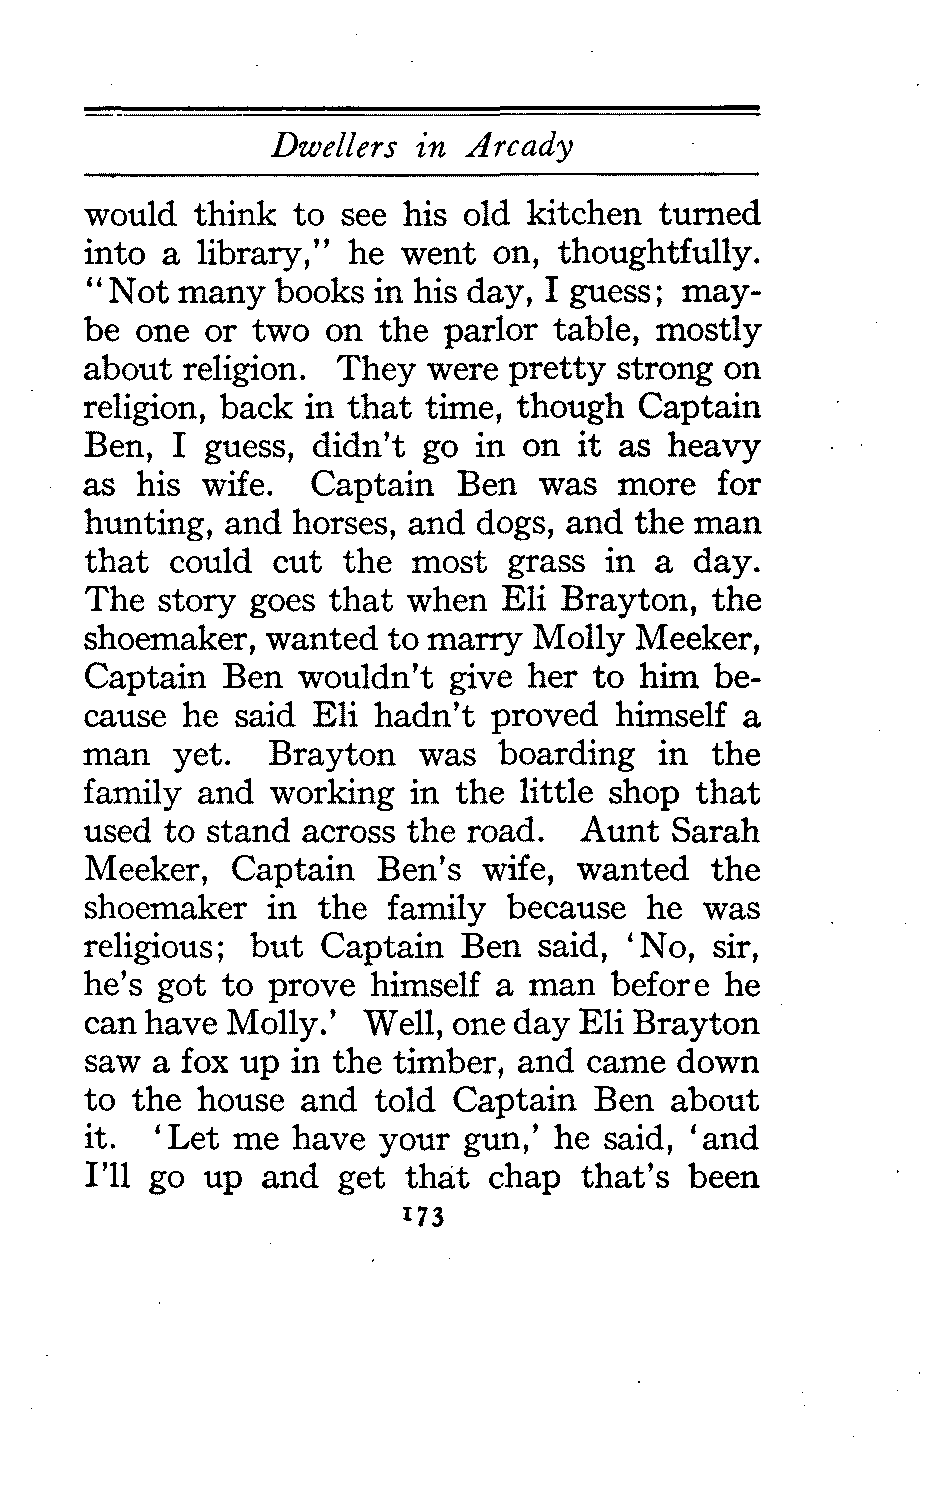 Dwellers in Arcady
would think to see his old kitchen turned
into a library," he went on, thoughtfully.
"Not many books in his day, I guess; may-
be one or two on the parlor table, mostly
about religion. They were pretty strong on
religion, back in that time, though Captain
Ben, I guess, didn't go in on it as heavy
as his wife. Captain Ben was more for
hunting, and horses, and dogs, and the man
that could cut the most grass in a day.
The story goes that when Eli Brayton, the
shoemaker, wanted to marry Molly Meeker,
Captain Ben wouldn't give her to him be-
cause he said Eli hadn't proved himself a
man yet. Brayton was boarding in the
family and working in the little shop that
used to stand across the road. Aunt Sarah
Meeker, Captain Ben's wife, wanted the
shoemaker in the family because he was
religious; but Captain Ben said, 'No, sir,
he's got to prove himself a man before he
can have Molly.' Well, one day Eli Brayton
saw a fox up in the timber, and came down
to the house and told Captain Ben about
it. 'Let me have your gun,' he said, 'and
I'll go up and get that chap that's been
173